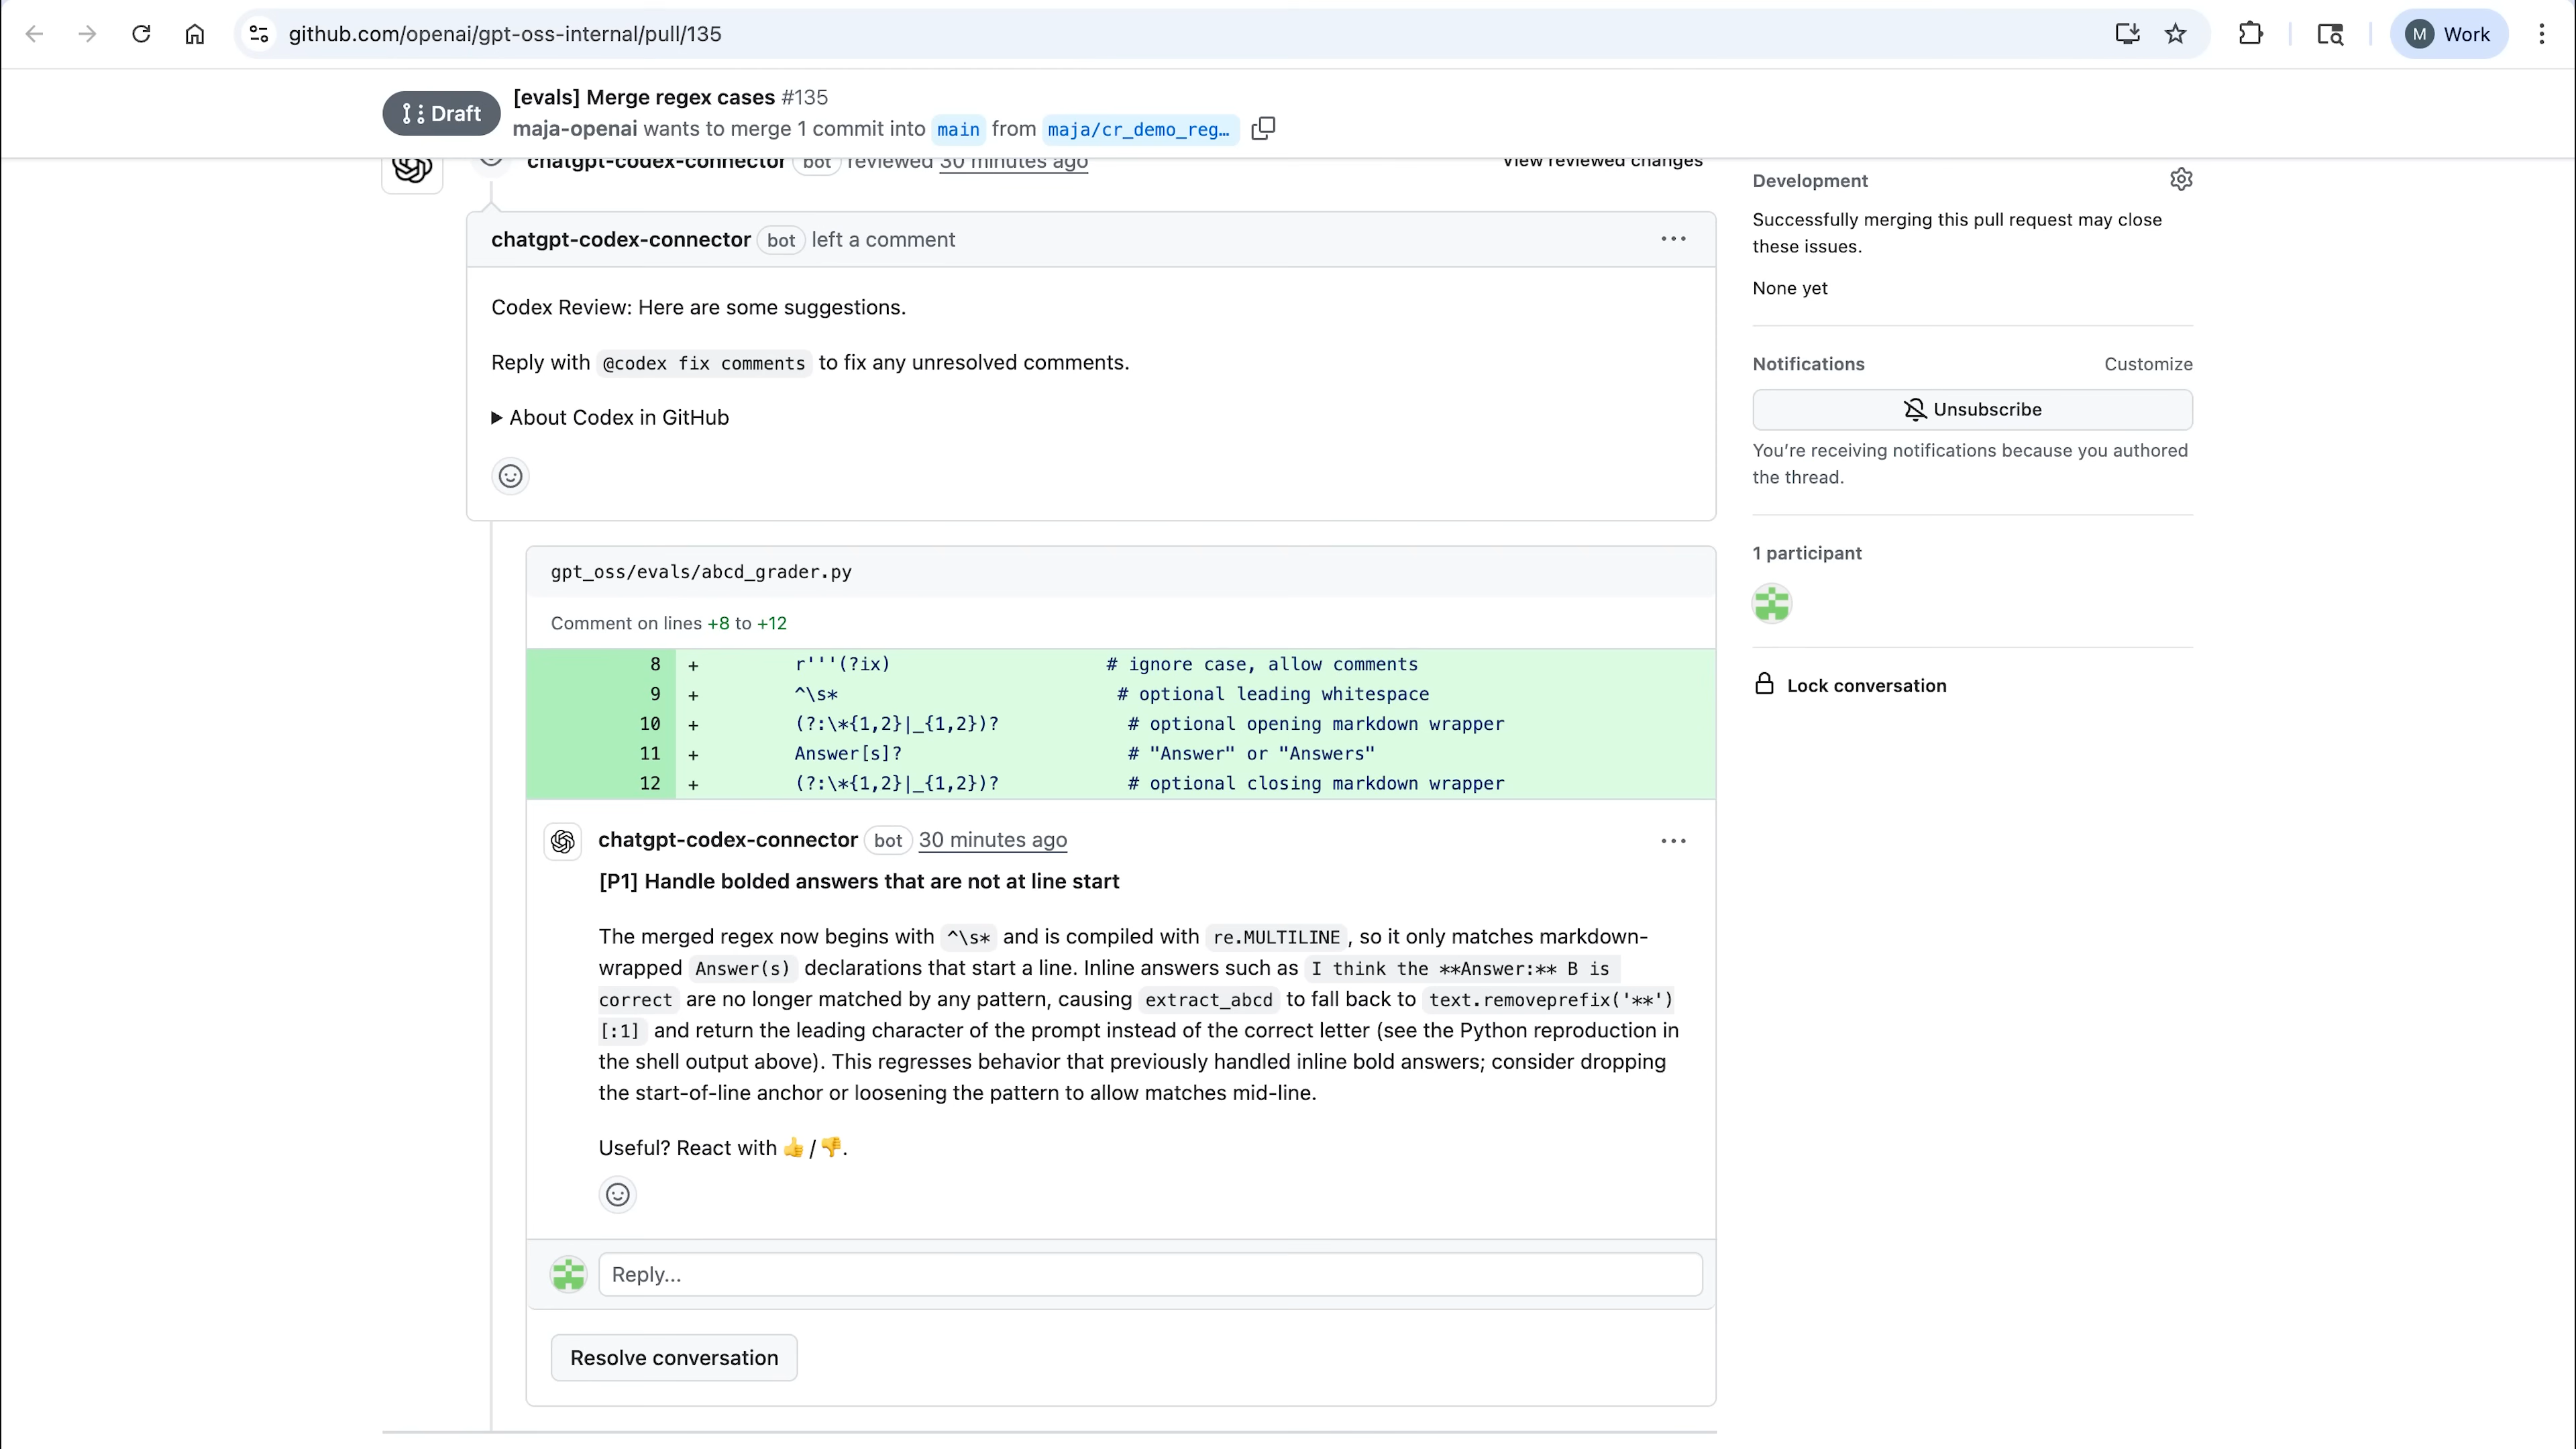 github.com/openai/gpt-oss-internal/pull/135
M Work
Draft
[evals] Merge regex cases #135
maja-openai wants to merge 1 commit into main from maja/cr_demo_reg…
chatgpt-codex-connector bot reviewed 30 minutes ago
View reviewed changes
chatgpt-codex-connector bot left a comment
Codex Review: Here are some suggestions.
Reply with @codex fix comments to fix any unresolved comments.
About Codex in GitHub
gpt_oss/evals/abcd_grader.py
Comment on lines +8 to +12
8 + r'''(?ix) # ignore case, allow comments
9 + ^\s* # optional leading whitespace
10 + (?:\*{1,2}|_{1,2})? # optional opening markdown wrapper
11 + Answer[s]? # "Answer" or "Answers"
12 + (?:\*{1,2}|_{1,2})? # optional closing markdown wrapper
chatgpt-codex-connector bot 30 minutes ago
[P1] Handle bolded answers that are not at line start
The merged regex now begins with ^\s* and is compiled with re.MULTILINE, so it only matches markdown-
wrapped Answer(s) declarations that start a line. Inline answers such as I think the **Answer:** B is
correct are no longer matched by any pattern, causing extract_abcd to fall back to text.removeprefix('**')
[:1] and return the leading character of the prompt instead of the correct letter (see the Python reproduction in
the shell output above). This regresses behavior that previously handled inline bold answers; consider dropping
the start-of-line anchor or loosening the pattern to allow matches mid-line.
Useful? React with 👍 / 👎.
Reply...
Resolve conversation
Development
Successfully merging this pull request may close
these issues.
None yet
Notifications
Customize
Unsubscribe
You're receiving notifications because you authored
the thread.
1 participant
Lock conversation